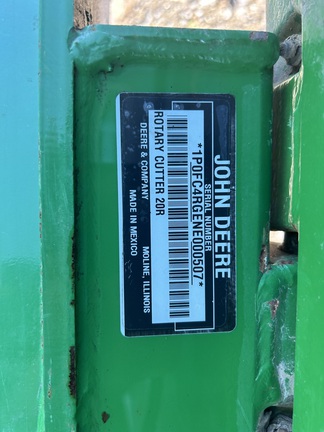 JOHN DEERE
SERIAL NUMBER
*1P0FC4RGENE000507*
ROTARY CUTTER 20R
DEERE & COMPANY MOLINE, ILLINOIS
MADE IN MEXICO